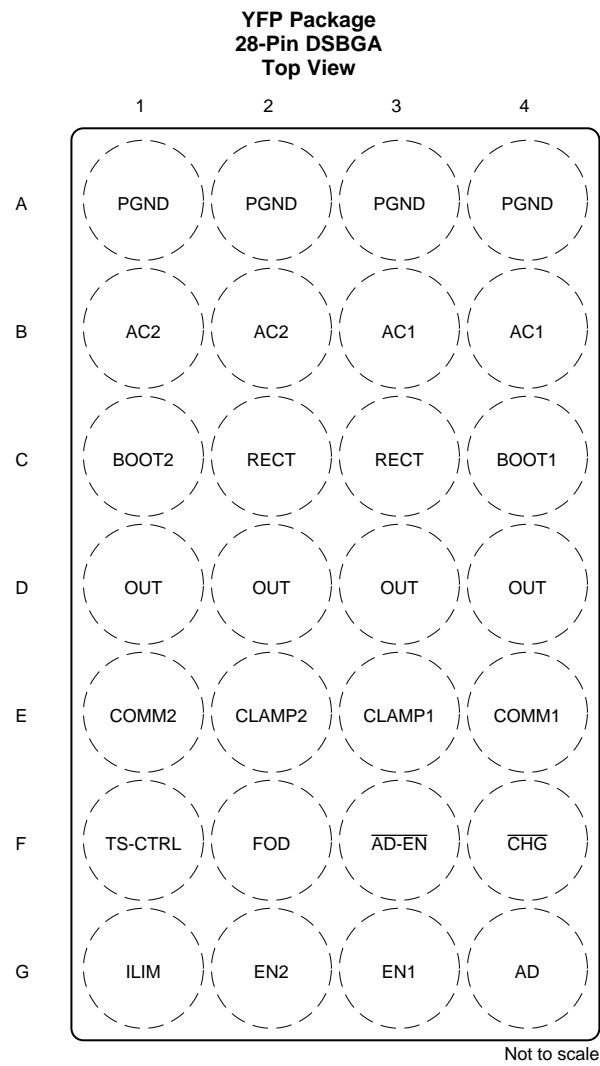 YFP Package
28-Pin DSBGA
Top View
1 2 3 4
A PGND PGND PGND PGND
B AC2 AC2 AC1 AC1
C BOOT2 RECT RECT BOOT1
D OUT OUT OUT OUT
E COMM2 CLAMP2 CLAMP1 COMM1
F TS-CTRL FOD AD-EN CHG
G ILIM EN2 EN1 AD
Not to scale